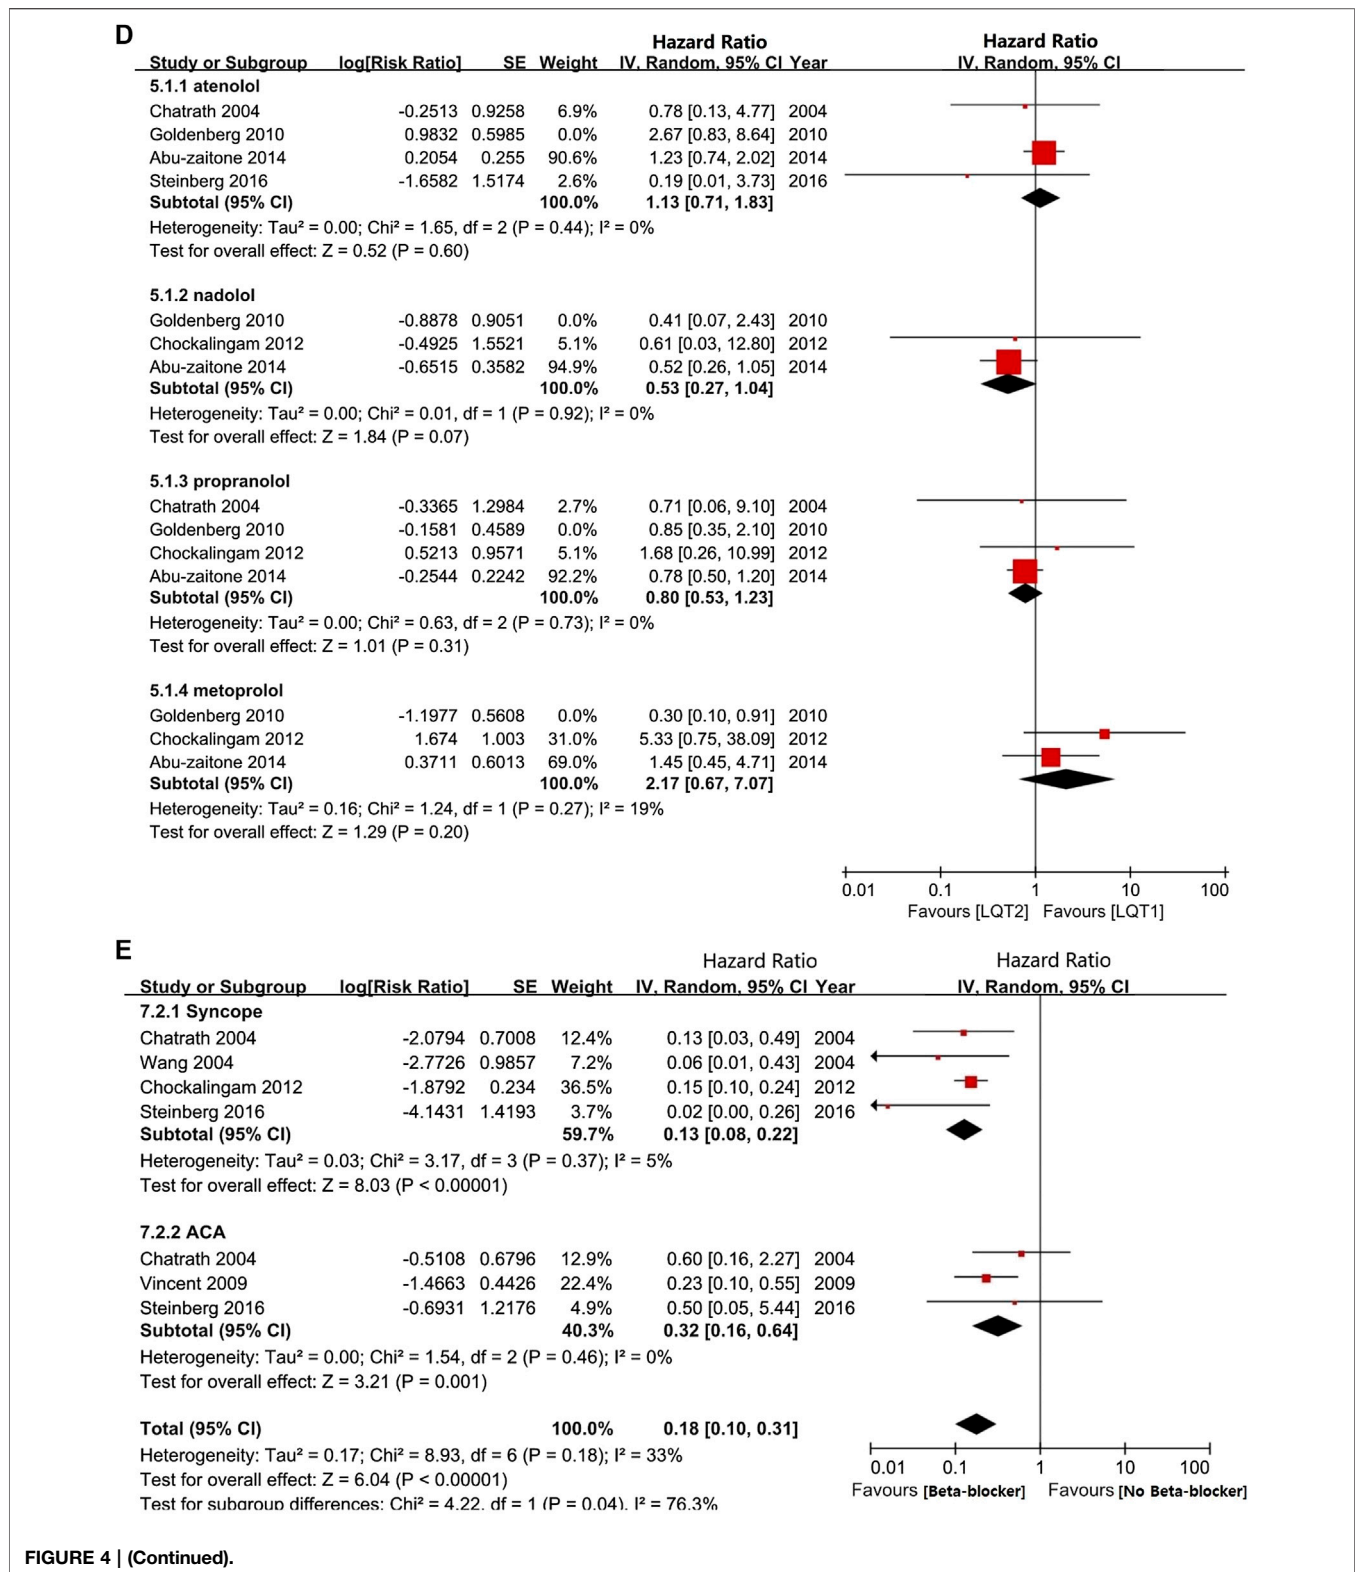 D
Hazard Ratio Hazard Ratio
Study or Subgroup log[Risk Ratio] SE Weight IV, Random, 95% CI Year IV, Random, 95% CI
5.1.1 atenolol
Chatrath 2004 -0.2513 0.9258 6.9% 0.78 [0.13, 4.77] 2004
Goldenberg 2010 0.9832 0.5985 0.0% 2.67 [0.83, 8.64] 2010
Abu-zaitone 2014 0.2054 0.255 90.6% 1.23 [0.74, 2.02] 2014
Steinberg 2016 -1.6582 1.5174 2.6% 0.19 [0.01, 3.73] 2016
Subtotal (95% CI) 100.0% 1.13 [0.71, 1.83]
Heterogeneity: Tau² = 0.00; Chi² = 1.65, df = 2 (P = 0.44); I² = 0%
Test for overall effect: Z = 0.52 (P = 0.60)
5.1.2 nadolol
Goldenberg 2010 -0.8878 0.9051 0.0% 0.41 [0.07, 2.43] 2010
Chockalingam 2012 -0.4925 1.5521 5.1% 0.61 [0.03, 12.80] 2012
Abu-zaitone 2014 -0.6515 0.3582 94.9% 0.52 [0.26, 1.05] 2014
Subtotal (95% CI) 100.0% 0.53 [0.27, 1.04]
Heterogeneity: Tau² = 0.00; Chi² = 0.01, df = 1 (P = 0.92); I² = 0%
Test for overall effect: Z = 1.84 (P = 0.07)
5.1.3 propranolol
Chatrath 2004 -0.3365 1.2984 2.7% 0.71 [0.06, 9.10] 2004
Goldenberg 2010 -0.1581 0.4589 0.0% 0.85 [0.35, 2.10] 2010
Chockalingam 2012 0.5213 0.9571 5.1% 1.68 [0.26, 10.99] 2012
Abu-zaitone 2014 -0.2544 0.2242 92.2% 0.78 [0.50, 1.20] 2014
Subtotal (95% CI) 100.0% 0.80 [0.53, 1.23]
Heterogeneity: Tau² = 0.00; Chi² = 0.63, df = 2 (P = 0.73); I² = 0%
Test for overall effect: Z = 1.01 (P = 0.31)
5.1.4 metoprolol
Goldenberg 2010 -1.1977 0.5608 0.0% 0.30 [0.10, 0.91] 2010
Chockalingam 2012 1.674 1.003 31.0% 5.33 [0.75, 38.09] 2012
Abu-zaitone 2014 0.3711 0.6013 69.0% 1.45 [0.45, 4.71] 2014
Subtotal (95% CI) 100.0% 2.17 [0.67, 7.07]
Heterogeneity: Tau² = 0.16; Chi² = 1.24, df = 1 (P = 0.27); I² = 19%
Test for overall effect: Z = 1.29 (P = 0.20)
0.01 0.1 1 10 100
Favours [LQT2] Favours [LQT1]
E
Hazard Ratio Hazard Ratio
Study or Subgroup log[Risk Ratio] SE Weight IV, Random, 95% CI Year IV, Random, 95% CI
7.2.1 Syncope
Chatrath 2004 -2.0794 0.7008 12.4% 0.13 [0.03, 0.49] 2004
Wang 2004 -2.7726 0.9857 7.2% 0.06 [0.01, 0.43] 2004
Chockalingam 2012 -1.8792 0.234 36.5% 0.15 [0.10, 0.24] 2012
Steinberg 2016 -4.1431 1.4193 3.7% 0.02 [0.00, 0.26] 2016
Subtotal (95% CI) 59.7% 0.13 [0.08, 0.22]
Heterogeneity: Tau² = 0.03; Chi² = 3.17, df = 3 (P = 0.37); I² = 5%
Test for overall effect: Z = 8.03 (P < 0.00001)
7.2.2 ACA
Chatrath 2004 -0.5108 0.6796 12.9% 0.60 [0.16, 2.27] 2004
Vincent 2009 -1.4663 0.4426 22.4% 0.23 [0.10, 0.55] 2009
Steinberg 2016 -0.6931 1.2176 4.9% 0.50 [0.05, 5.44] 2016
Subtotal (95% CI) 40.3% 0.32 [0.16, 0.64]
Heterogeneity: Tau² = 0.00; Chi² = 1.54, df = 2 (P = 0.46); I² = 0%
Test for overall effect: Z = 3.21 (P = 0.001)
Total (95% CI) 100.0% 0.18 [0.10, 0.31]
Heterogeneity: Tau² = 0.17; Chi² = 8.93, df = 6 (P = 0.18); I² = 33%
Test for overall effect: Z = 6.04 (P < 0.00001)
Test for subgroup differences: Chi² = 4.22, df = 1 (P = 0.04), I² = 76.3%
0.01 0.1 1 10 100
Favours [Beta-blocker] Favours [No Beta-blocker]
FIGURE 4 | (Continued).